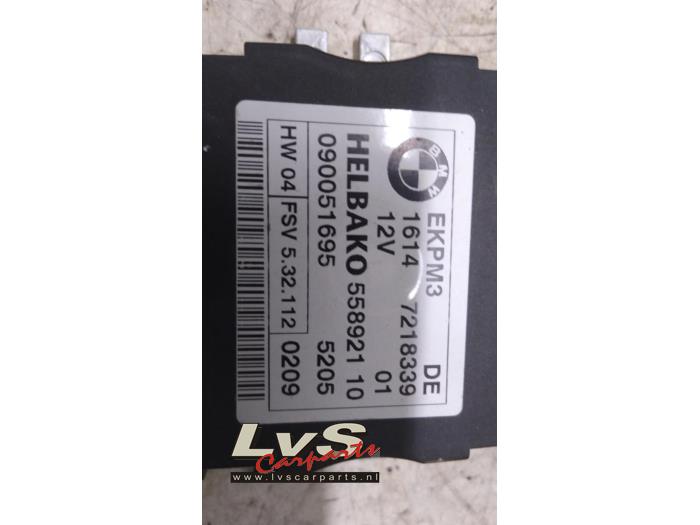 BMW
EKPM3 DE
1614 7218339
12V 01
HELBAKO 558921 10
090051695 5205
HW 04 FSV 5.32.112 0209
LvS
Carparts
www.lvscarparts.nl